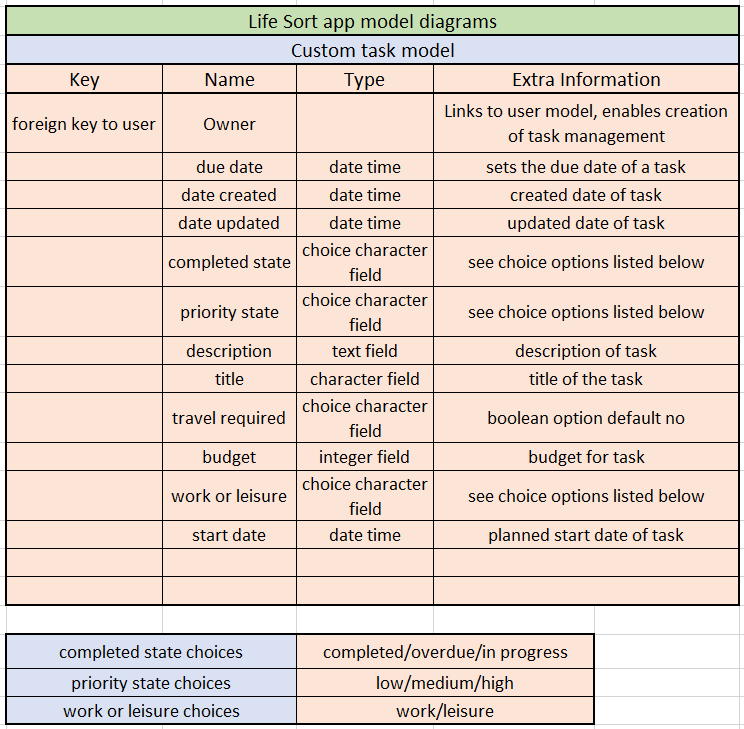 Life Sort app model diagrams
Custom task model
Key Name Type Extra Information
foreign key to user Owner Links to user model, enables creation
of task management
due date date time sets the due date of a task
date created date time created date of task
date updated date time updated date of task
completed state choice character
field see choice options listed below
priority state choice character
field see choice options listed below
description text field description of task
title character field title of the task
travel required choice character
field boolean option default no
budget integer field budget for task
work or leisure choice character
field see choice options listed below
start date date time planned start date of task
completed state choices completed/overdue/in progress
priority state choices low/medium/high
work or leisure choices work/leisure